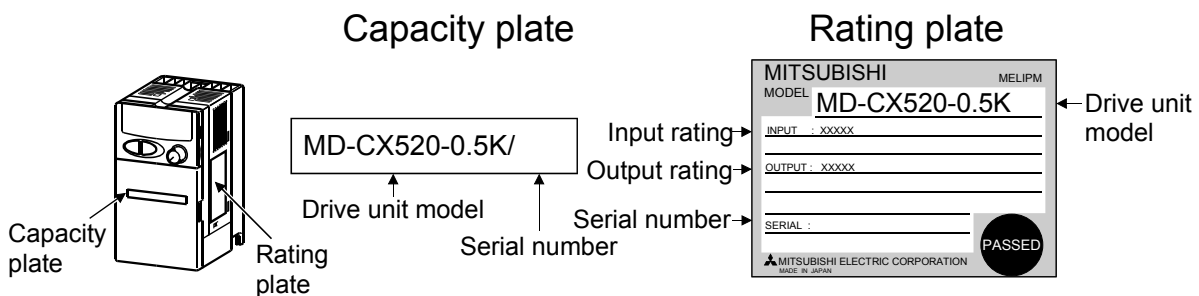 Capacity plate
Rating plate
Capacity
plate
Rating
plate
MD-CX520-0.5K/
Drive unit model
Serial number
Input rating
Output rating
Serial number
MITSUBISHI
MELIPM
MODEL
MD-CX520-0.5K
INPUT : XXXXX
OUTPUT : XXXXX
SERIAL :
PASSED
MITSUBISHI ELECTRIC CORPORATION
MADE IN JAPAN
Drive unit
model